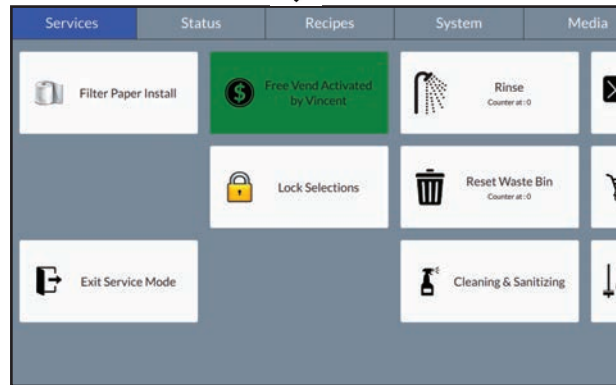 Services
Status
Recipes
System
Media
Filter Paper Install
Free Vend Activated
by Vincent
Rinse
Counter at : 0
Lock Selections
Reset Waste Bin
Counter at : 0
Exit Service Mode
Cleaning & Sanitizing